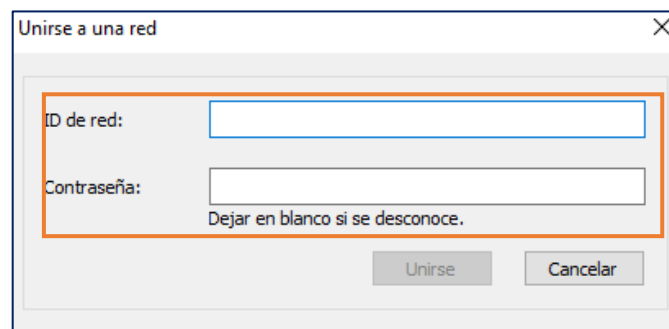 Unirse a una red
ID de red:
Contraseña:
Dejar en blanco si se desconoce.
Unirse
Cancelar